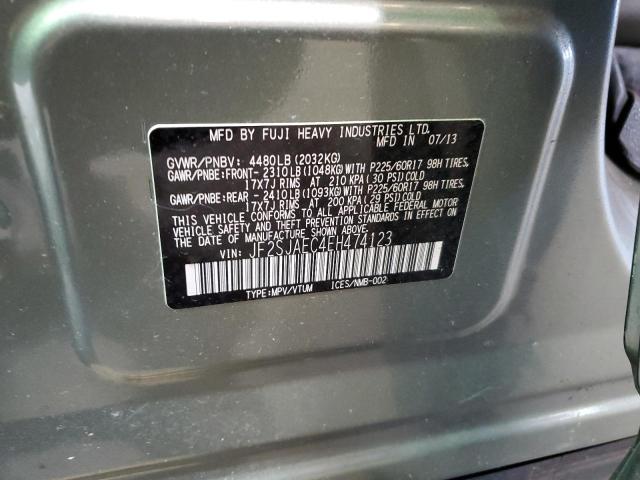 MFD BY FUJI HEAVY INDUSTRIES LTD.
MFD IN 07/13
GVWR/PNBV: 4480LB (2032KG)
GAWR/PNBE:FRONT- 2310LB (1048KG) WITH P225/60R17 98H TIRES,
17X7J RIMS AT 210 KPA (30 PSI) COLD
GAWR/PNBE:REAR - 2410LB (1093KG) WITH P225/60R17 98H TIRES,
17X7J RIMS AT 200 KPA (29 PSI) COLD
THIS VEHICLE CONFORMS TO ALL APPLICABLE FEDERAL MOTOR
VEHICLE SAFETY AND THEFT PREVENTION STANDARDS IN EFFECT ON
THE DATE OF MANUFACTURE SHOWN ABOVE.
VIN: JF2SJAEC4EH474123
TYPE:MPV/VTUM ICES/NMB-002